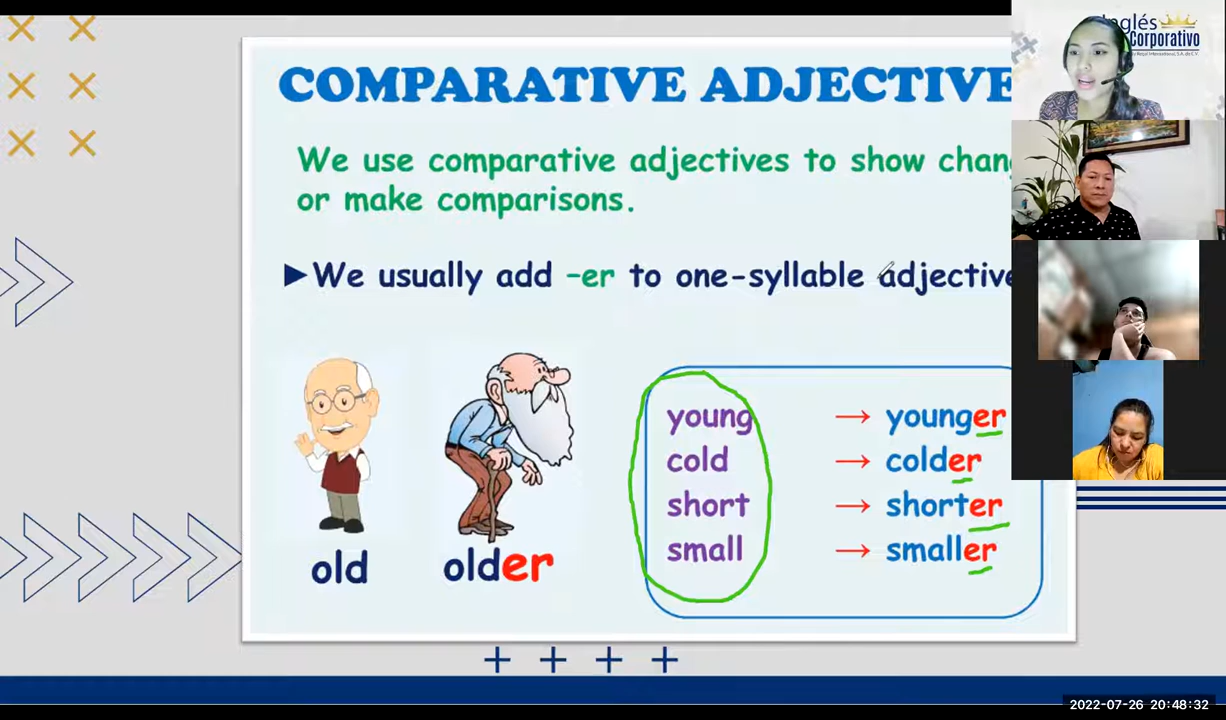 Inglés
Corporativo
COMPARATIVE ADJECTIVE
We use comparative adjectives to show
or make comparisons.
►We usually add -er to one-syllable adjective
young → younger
cold → colder
short → shorter
small → smaller
old
older
2022-07-26 20:48:32